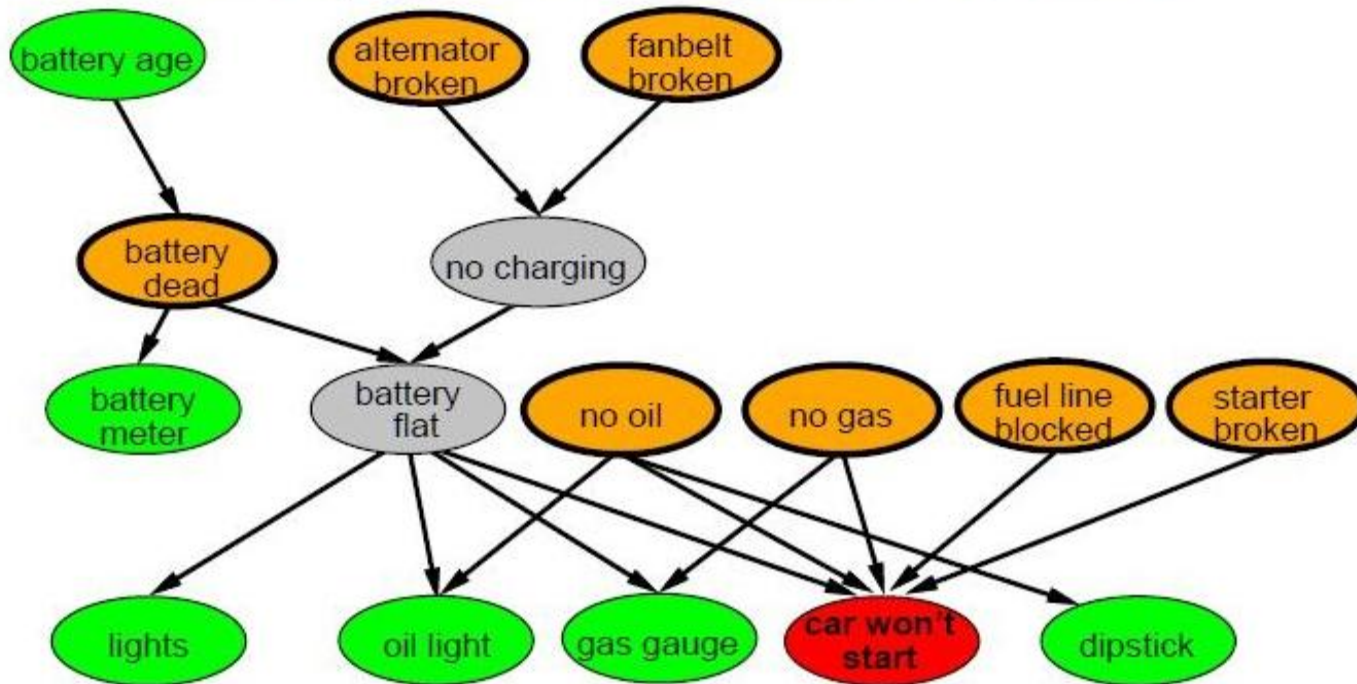 battery age
alternator
broken
fanbelt
broken
battery
dead
no charging
battery
meter
battery
flat
no oil
no gas
fuel line
blocked
starter
broken
lights
oil light
gas gauge
car won't
start
dipstick